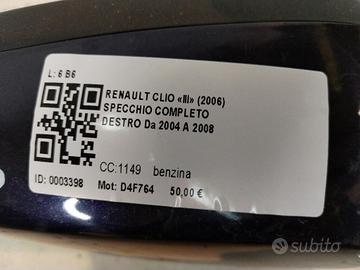 L: 6 B6
RENAULT CLIO «III» (2006)
SPECCHIO COMPLETO
DESTRO Da 2004 A 2008
CC:1149 benzina
ID: 0003398 Mot: D4F764 50,00 €
subito